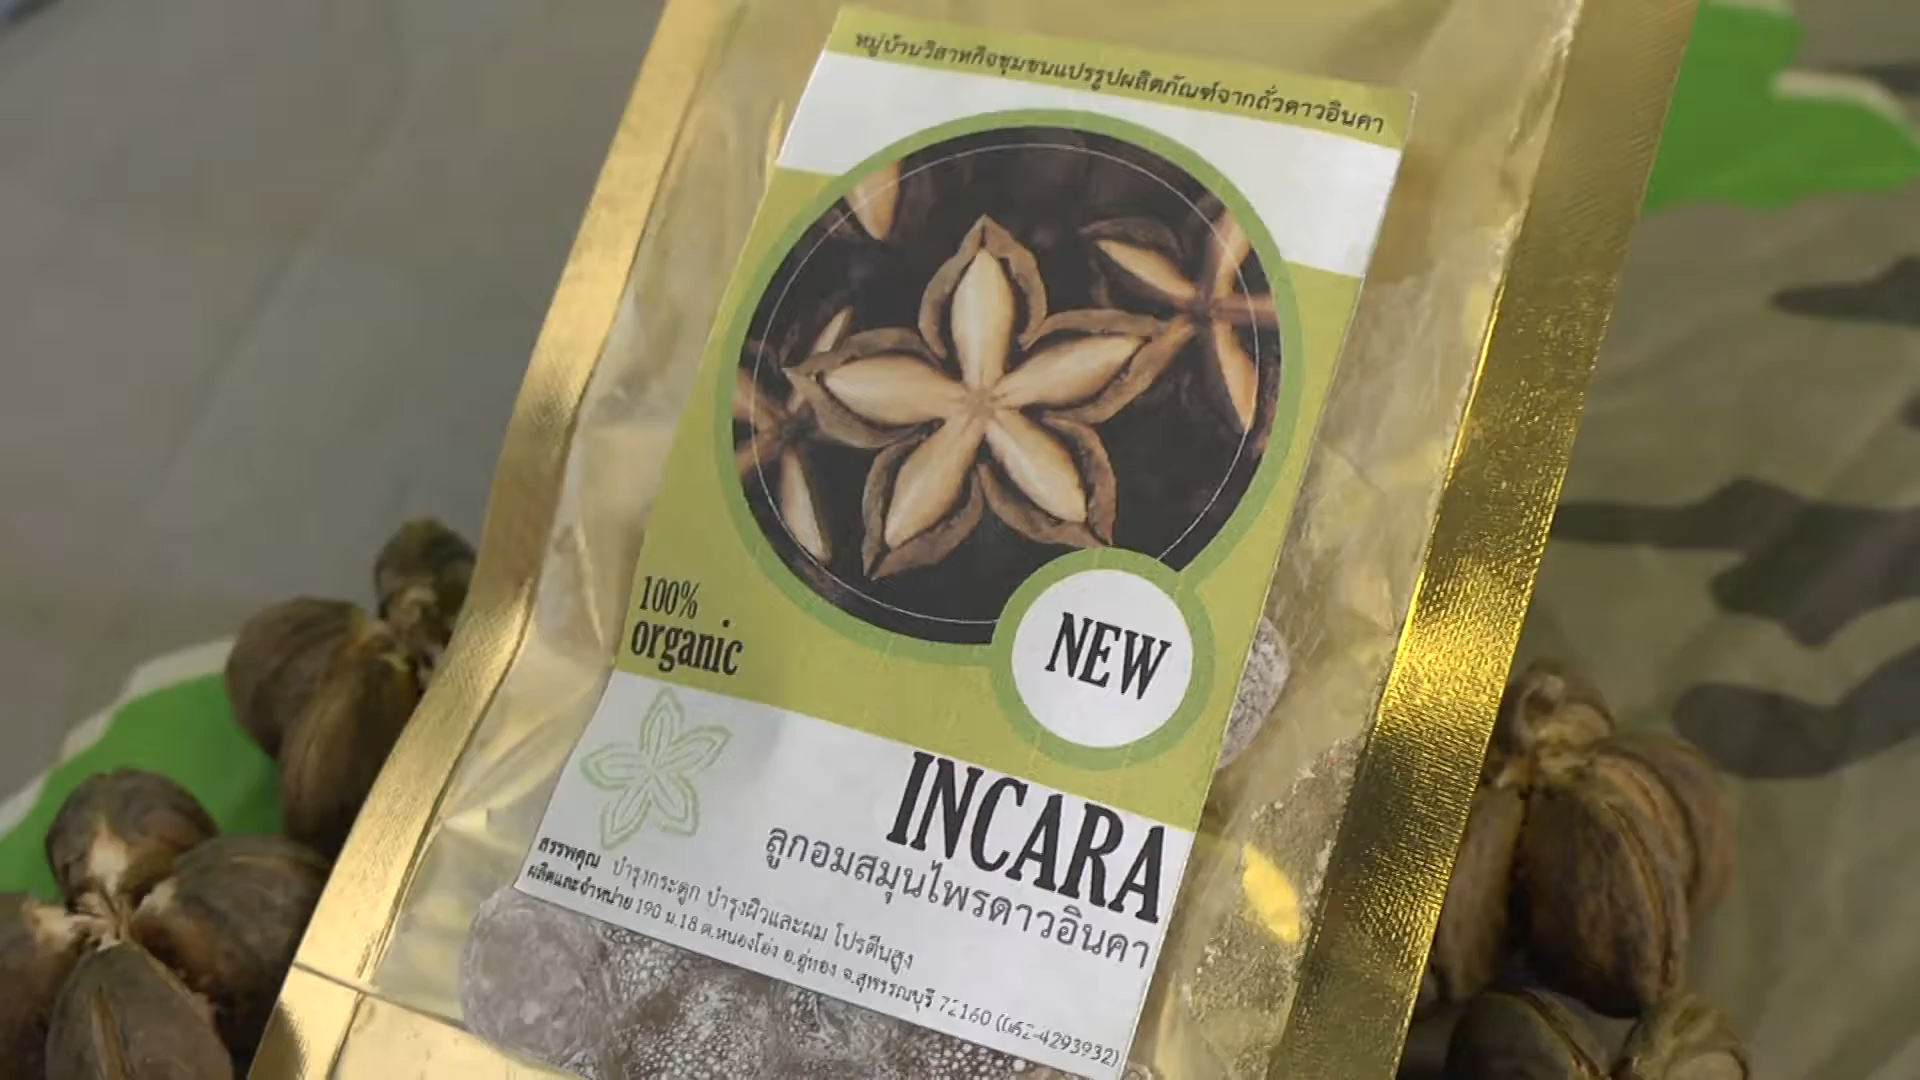 หมู่บ้านวิสาหกิจชุมชนแปรรูปผลิตภัณฑ์จากถั่วดาวอินคา
100%
organic
NEW
INCARA
ลูกอมสมุนไพรดาวอินคา
สรรพคุณ บำรุงกระดูก บำรุงผิวและผม โปรตีนสูง
ผลิตและจำหน่าย 190 ม.18 ต.หนองโอ่ง อ.อู่ทอง จ.สุพรรณบุรี 72160 (062-4293932)